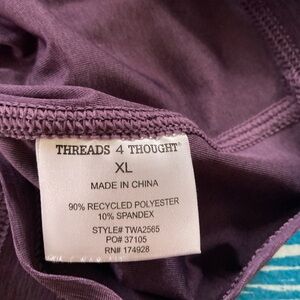 THREADS 4 THOUGHT®
XL
MADE IN CHINA
90% RECYCLED POLYESTER
10% SPANDEX
STYLE# TWA2565
PO# 37105
RN# 174928